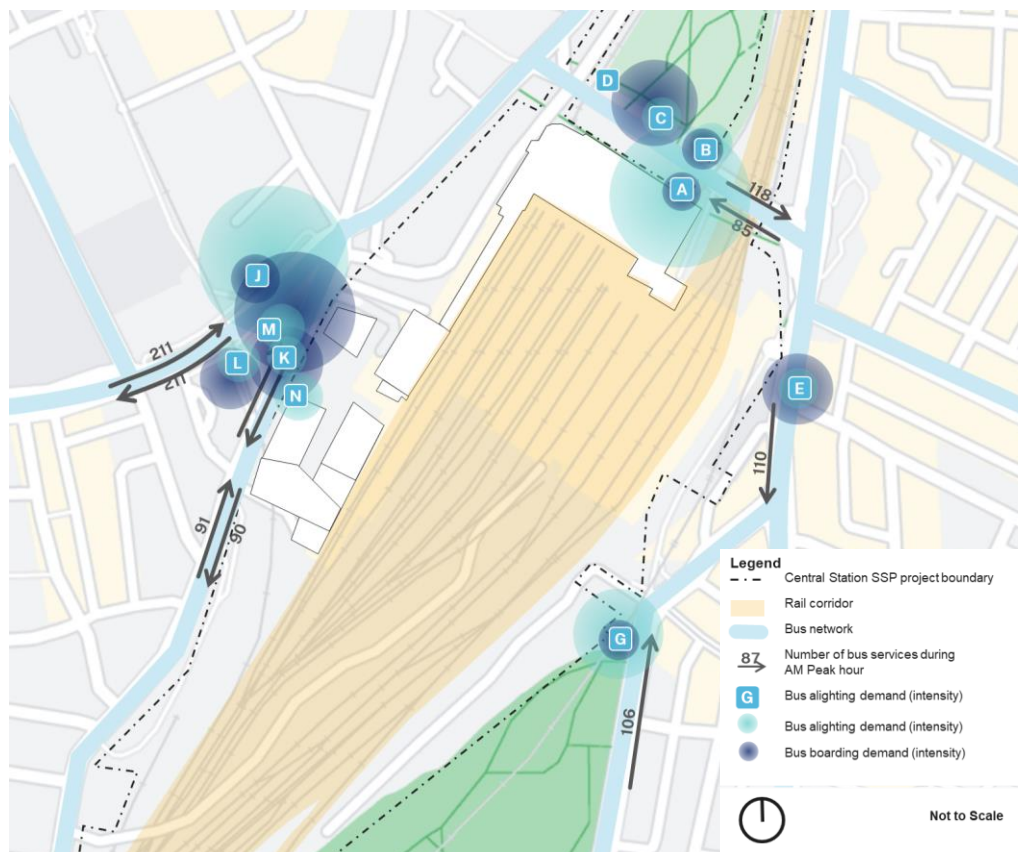 D
C
B
A
118
85
J
M
K
L
N
211
211
E
110
91
90
G
106
Legend
Central Station SSP project boundary
Rail corridor
Bus network
87
Number of bus services during
AM Peak hour
G
Bus alighting demand (intensity)
Bus alighting demand (intensity)
Bus boarding demand (intensity)
Not to Scale